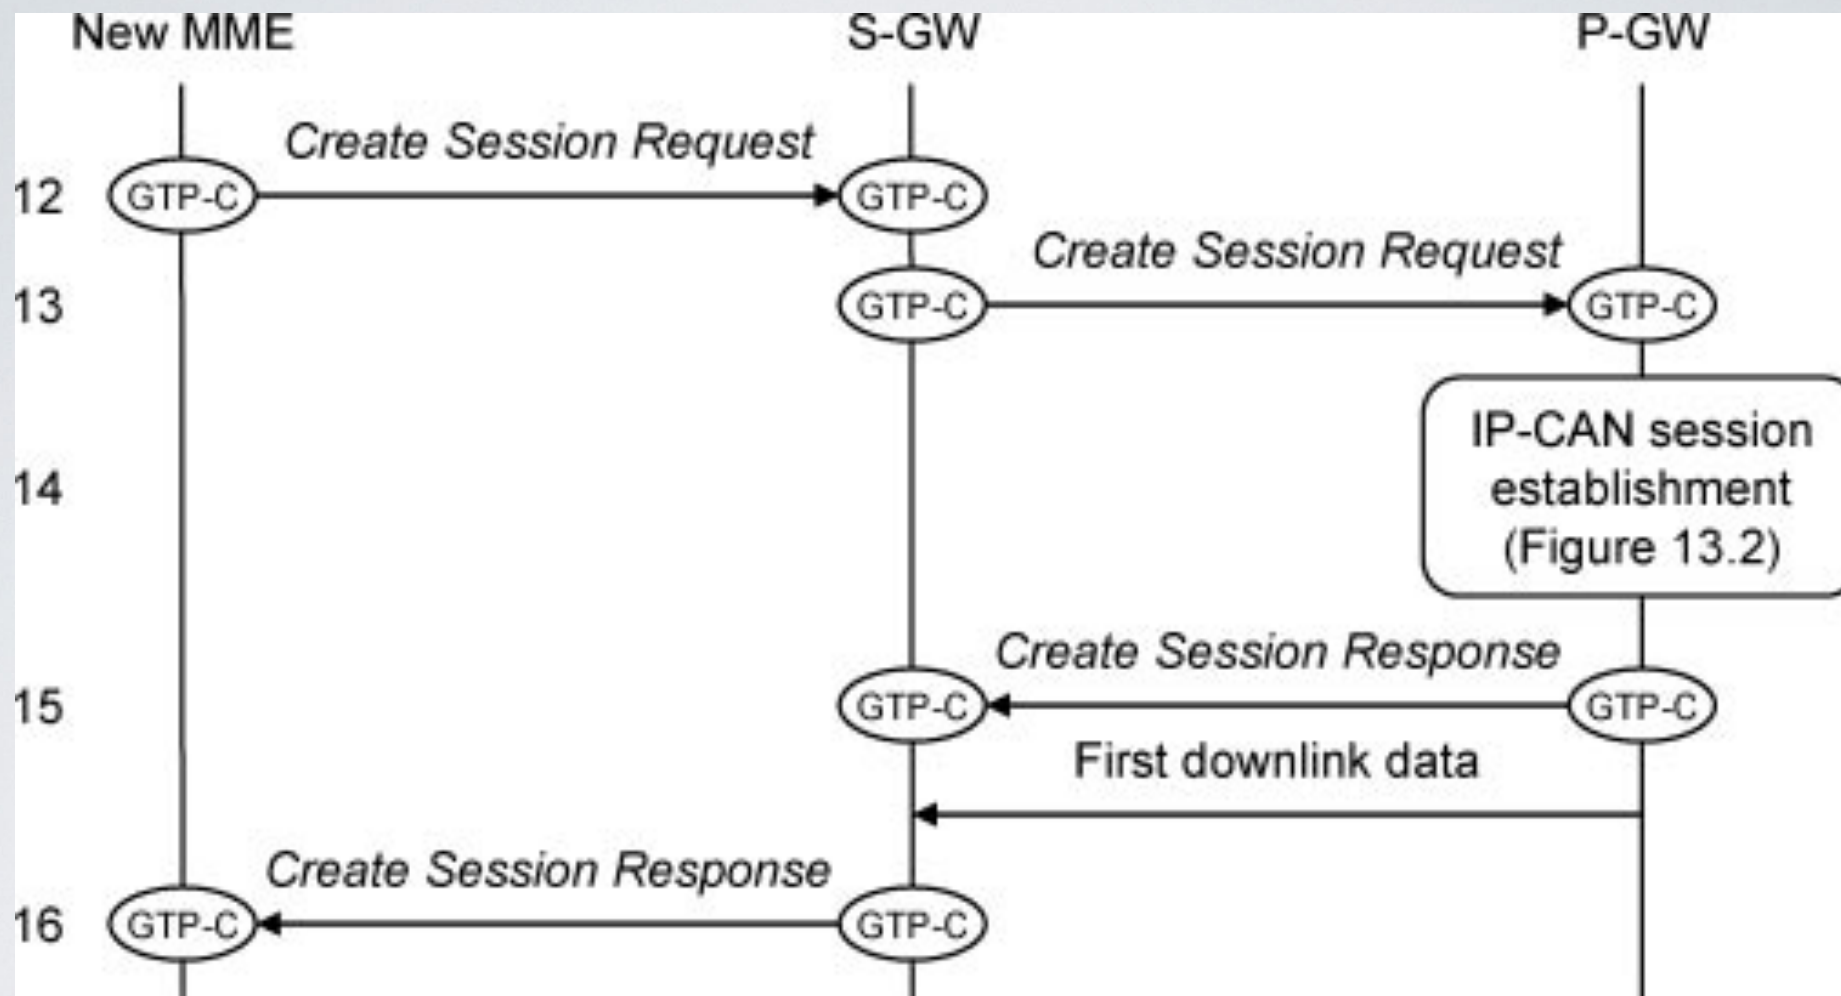 New MME S-GW P-GW
Create Session Request
12 GTP-C GTP-C
Create Session Request
13 GTP-C GTP-C
IP-CAN session
14 establishment
(Figure 13.2)
Create Session Response
15 GTP-C GTP-C
First downlink data
Create Session Response
16 GTP-C GTP-C